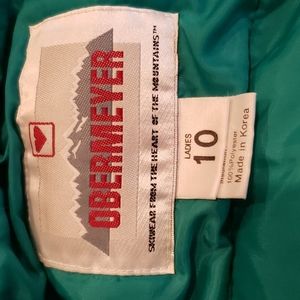 OBERMEYER
SKIWEAR FROM THE HEART OF THE MOUNTAINS™
LADIES
10
100%Polyester
Made in Korea